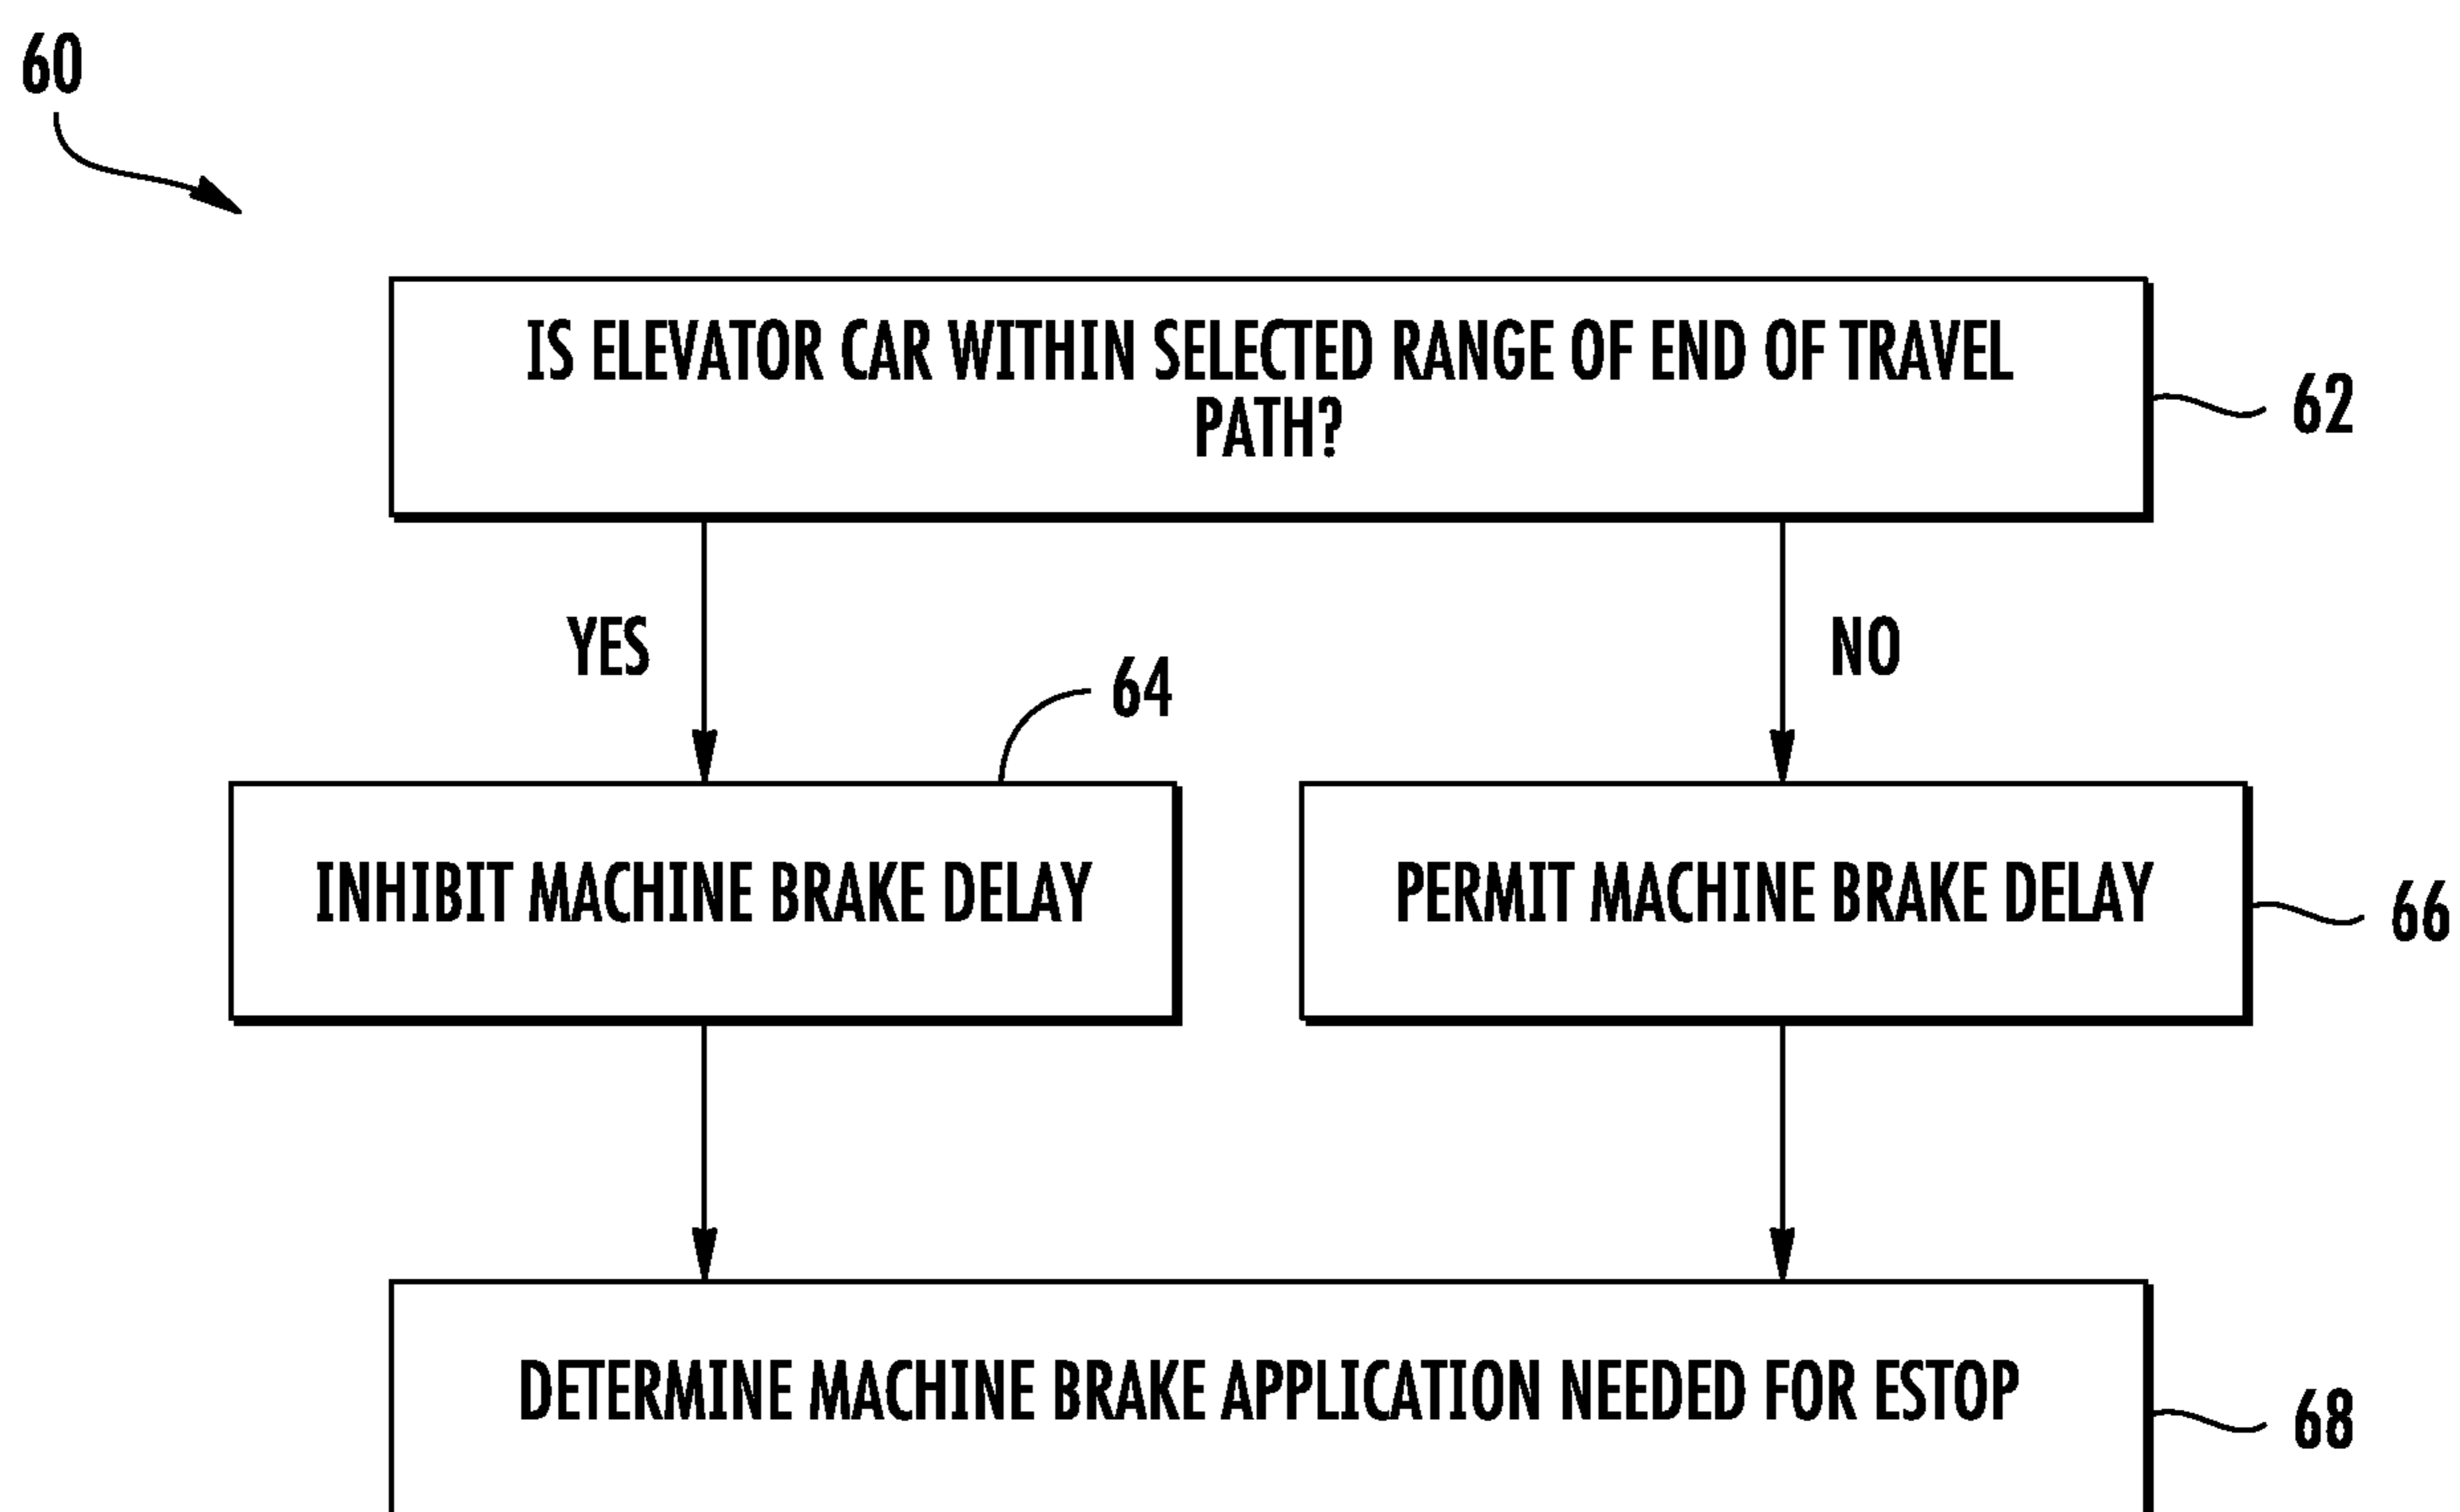 60
IS ELEVATOR CAR WITHIN SELECTED RANGE OF END OF TRAVEL
PATH?
62
YES
NO
64
INHIBIT MACHINE BRAKE DELAY
PERMIT MACHINE BRAKE DELAY
66
DETERMINE MACHINE BRAKE APPLICATION NEEDED FOR ESTOP
68